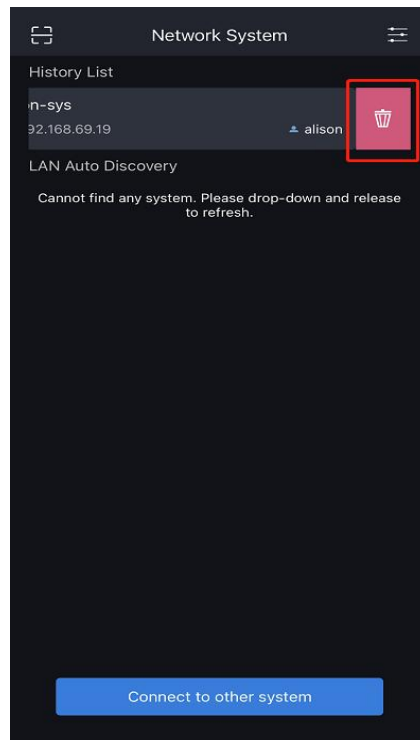 Network System
History List
n-sys
92.168.69.19
alison
LAN Auto Discovery
Cannot find any system. Please drop-down and release
to refresh.
Connect to other system